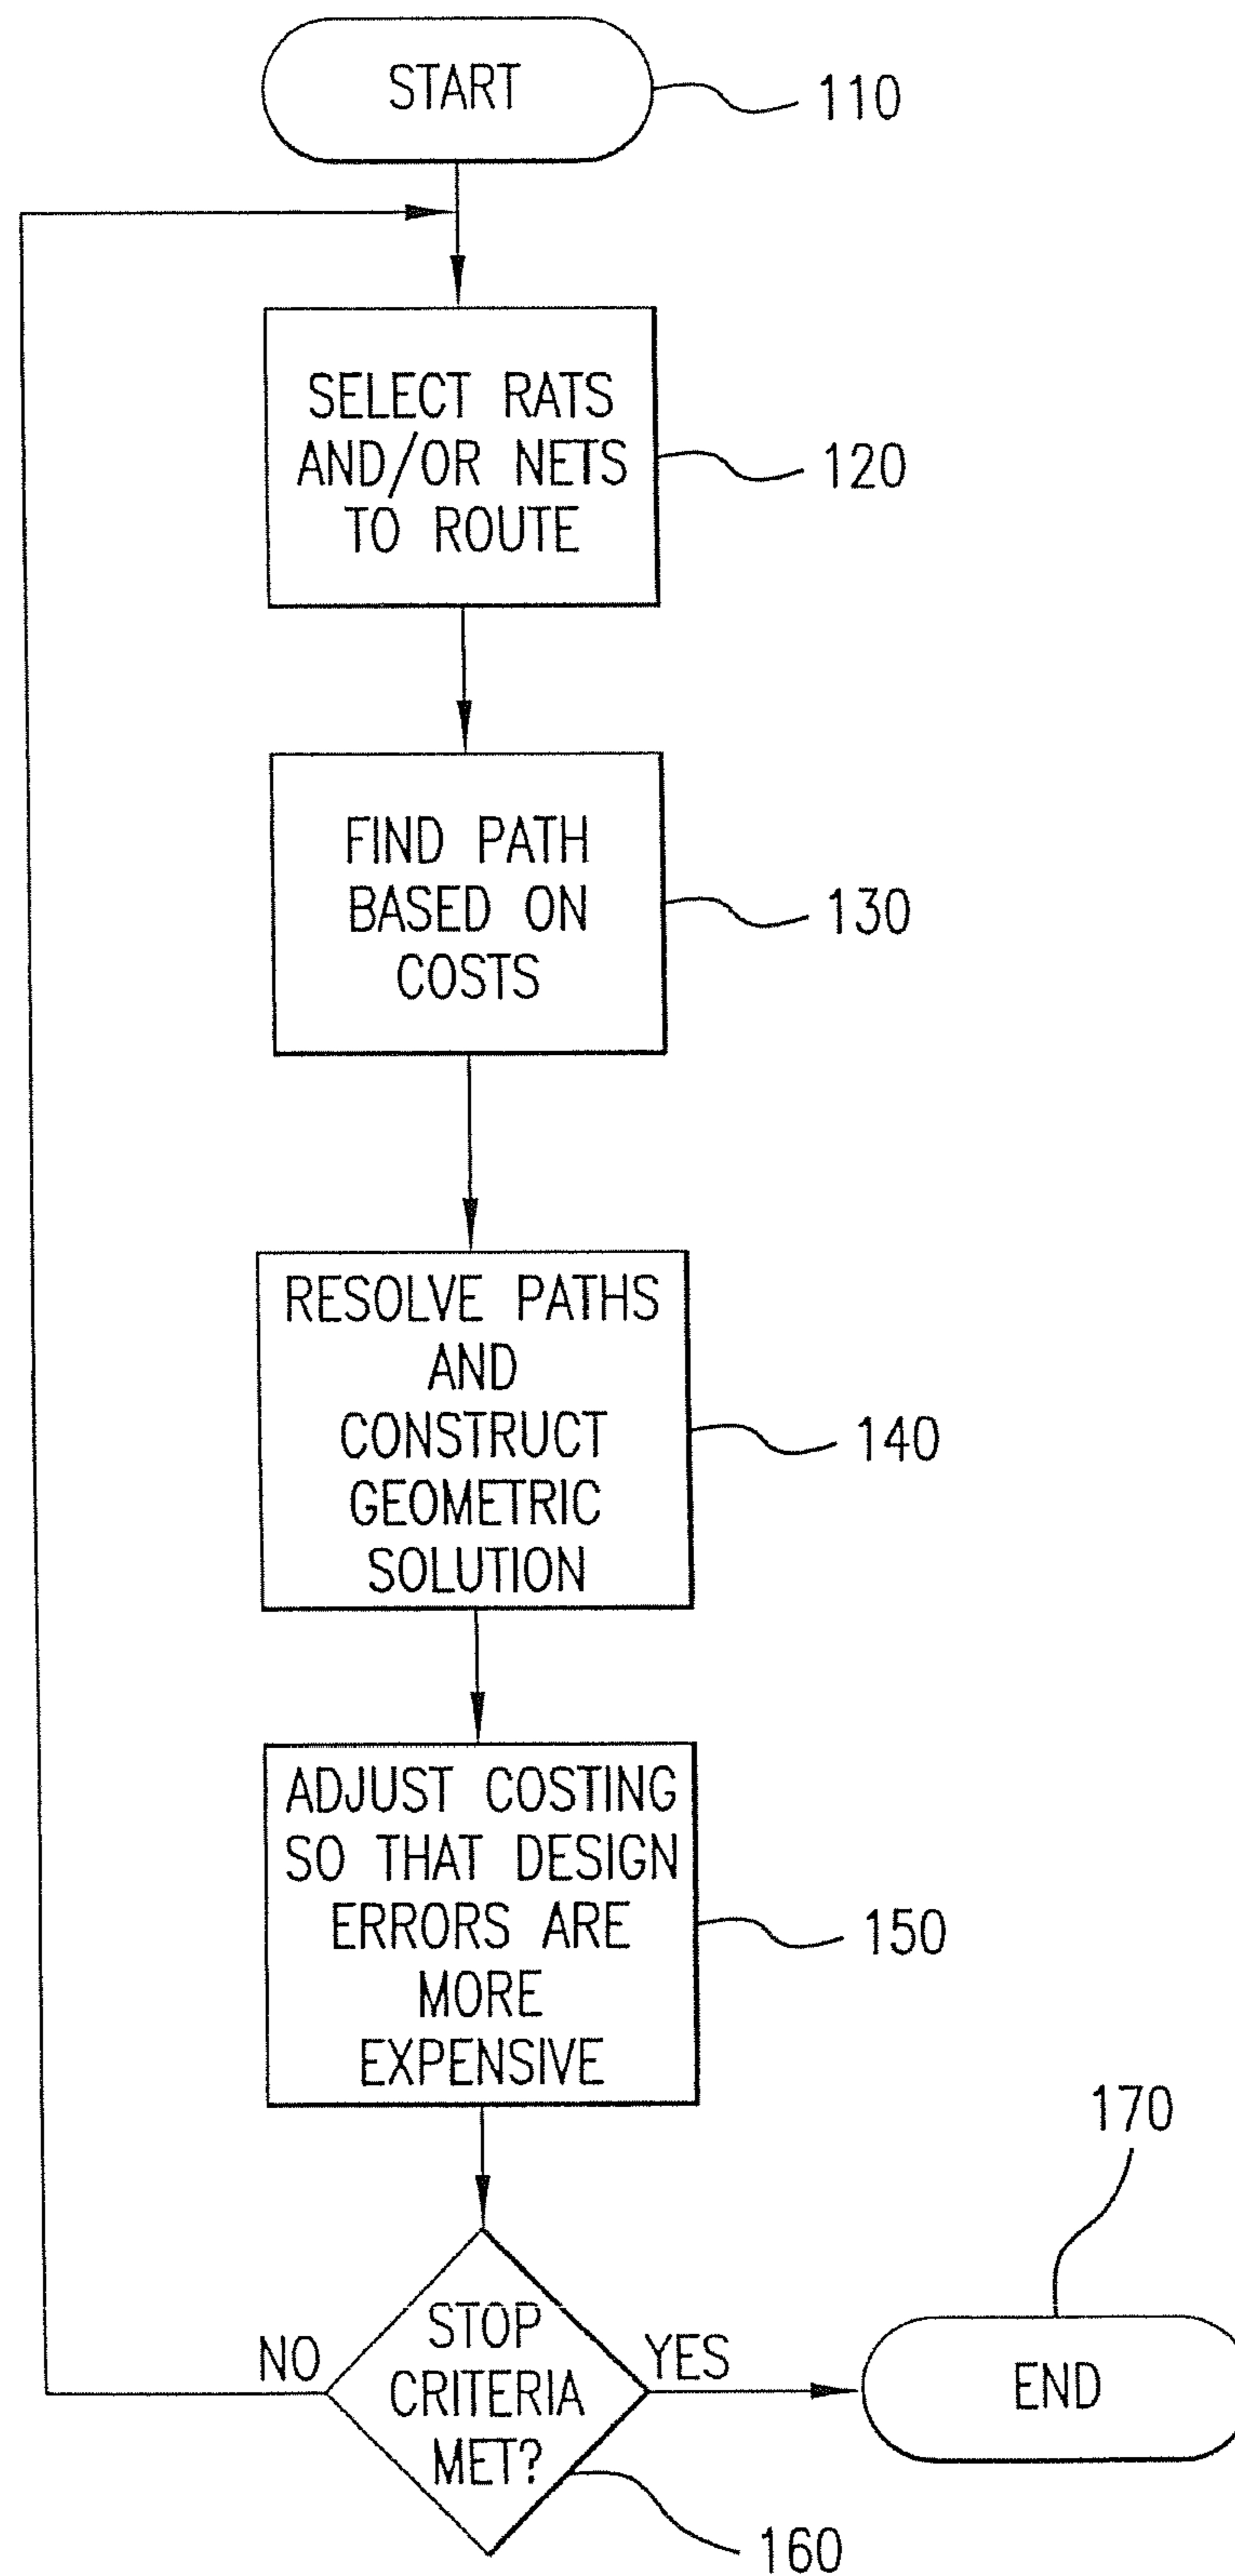 START
110
SELECT RATS
AND/OR NETS
TO ROUTE
120
FIND PATH
BASED ON
COSTS
130
RESOLVE PATHS
AND
CONSTRUCT
GEOMETRIC
SOLUTION
140
ADJUST COSTING
SO THAT DESIGN
ERRORS ARE
MORE
EXPENSIVE
150
STOP
CRITERIA
MET?
NO
YES
160
170
END